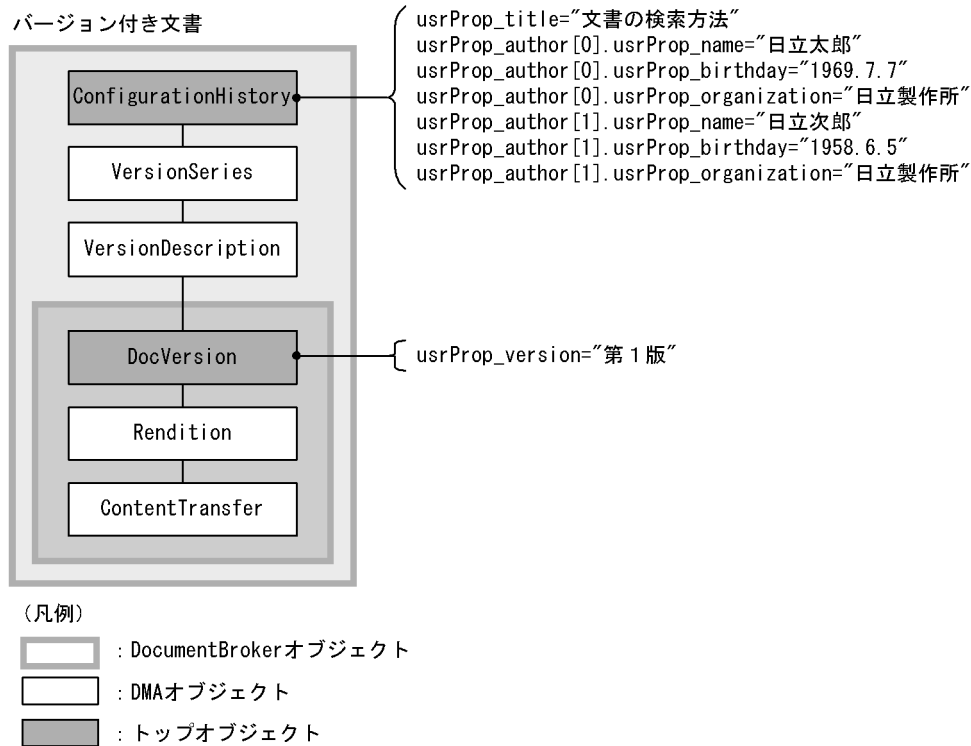 バージョン付き文書
usrProp_title="文書の検索方法"
usrProp_author[0].usrProp_name="日立太郎"
usrProp_author[0].usrProp_birthday="1969.7.7"
usrProp_author[0].usrProp_organization="日立製作所"
usrProp_author[1].usrProp_name="日立次郎"
usrProp_author[1].usrProp_birthday="1958.6.5"
usrProp_author[1].usrProp_organization="日立製作所"
ConfigurationHistory
VersionSeries
VersionDescription
DocVersion
usrProp_version="第１版"
Rendition
ContentTransfer
（凡例）
：DocumentBrokerオブジェクト
：DMAオブジェクト
：トップオブジェクト